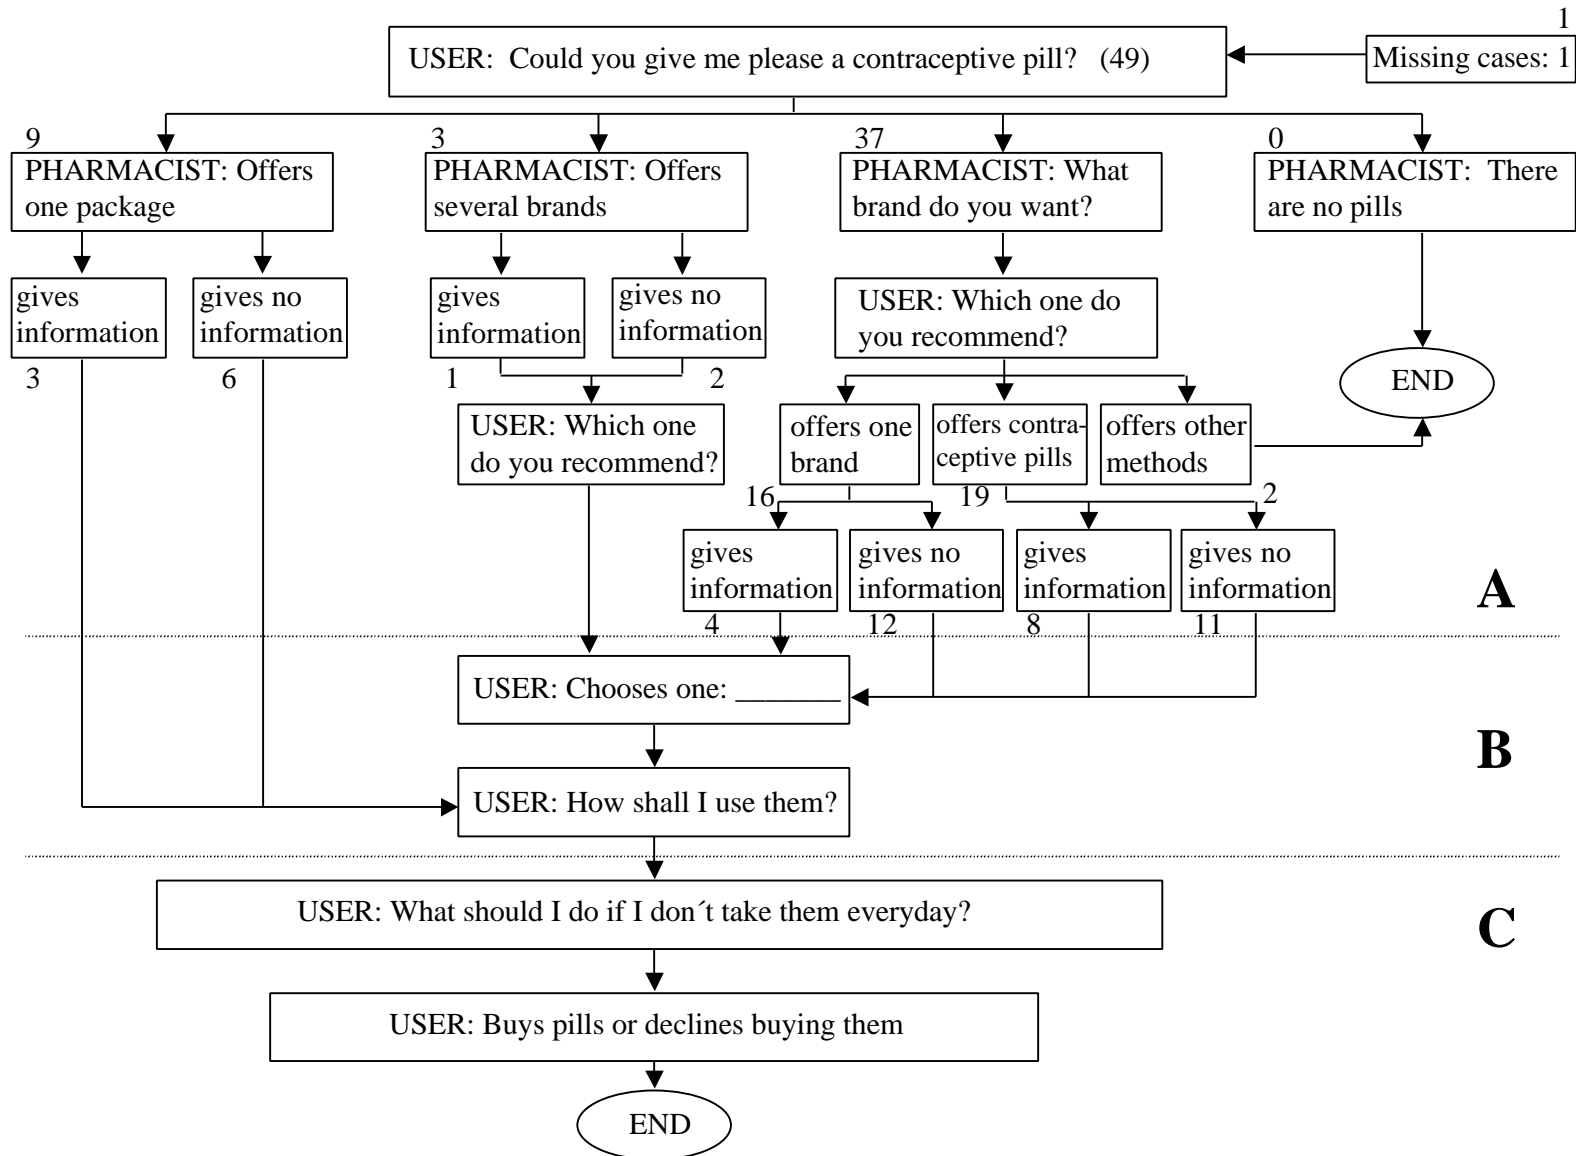 1
USER:  Could you give me please a contraceptive pill?   (49)
Missing cases: 1
9
3
37
0
PHARMACIST: Offers
one package
PHARMACIST: Offers
several brands
PHARMACIST: What
brand do you want?
PHARMACIST:  There
are no pills
gives
information
gives no
information
gives
information
gives no
information
USER: Which one do
you recommend?
END
3
6
1
2
USER: Which one
do you recommend?
offers one
brand
offers contra-
ceptive pills
offers other
methods
16
19
2
gives
information
gives no
information
gives
information
gives no
information
A
4
12
8
11
USER: Chooses one: _______
B
USER: How shall I use them?
USER: What should I do if I don´t take them everyday?
C
USER: Buys pills or declines buying them
END